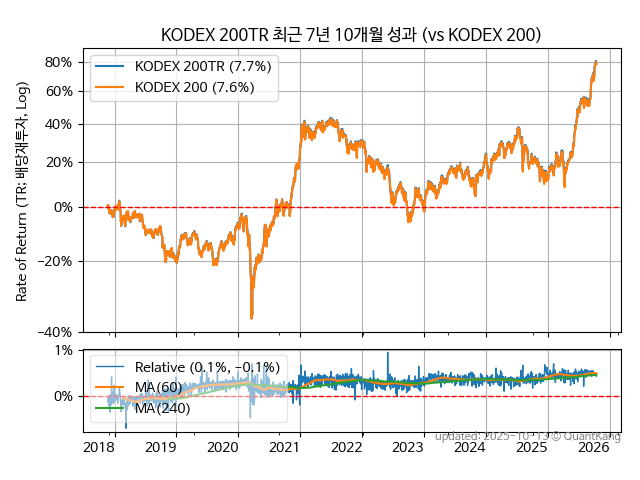 KODEX 200TR 최근 7년 10개월 성과 (vs KODEX 200)
Rate of Return (TR: 배당재투자, Log)
80%
60%
40%
20%
0%
−20%
−40%
KODEX 200TR (7.7%)
KODEX 200 (7.6%)
1%
0%
Relative (0.1%, −0.1%)
MA(60)
MA(240)
2018 2019 2020 2021 2022 2023 2024 2025 2026
updated: 2025-10-13 © QuantKang